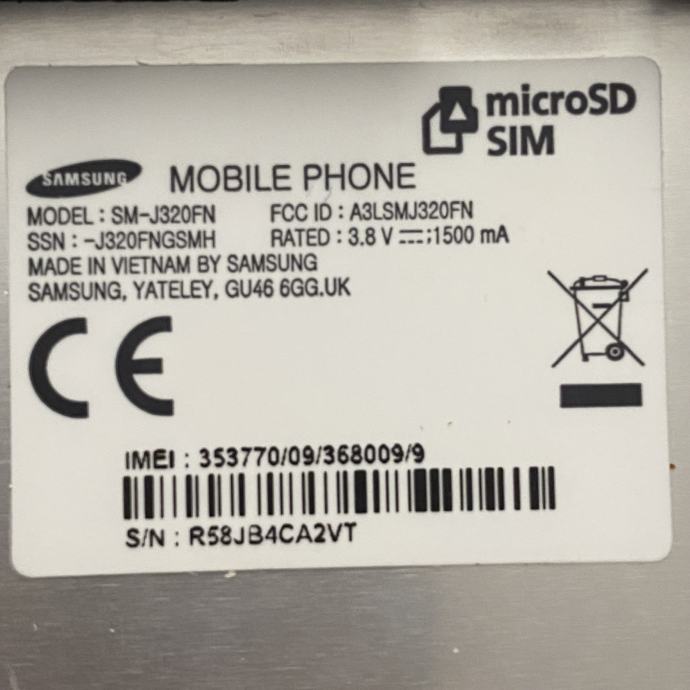 microSD
SIM
SAMSUNG MOBILE PHONE
MODEL : SM-J320FN FCC ID : A3LSMJ320FN
SSN : -J320FNGSMH RATED : 3.8 V ⎓;1500 mA
MADE IN VIETNAM BY SAMSUNG
SAMSUNG, YATELEY, GU46 6GG.UK
CE
IMEI : 353770/09/368009/9
S/N : R58JB4CA2VT